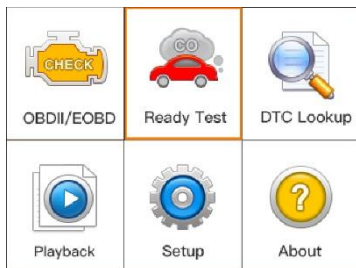 CHECK
CO
OBDII/EOBD
Ready Test
DTC Lookup
Playback
Setup
?
About